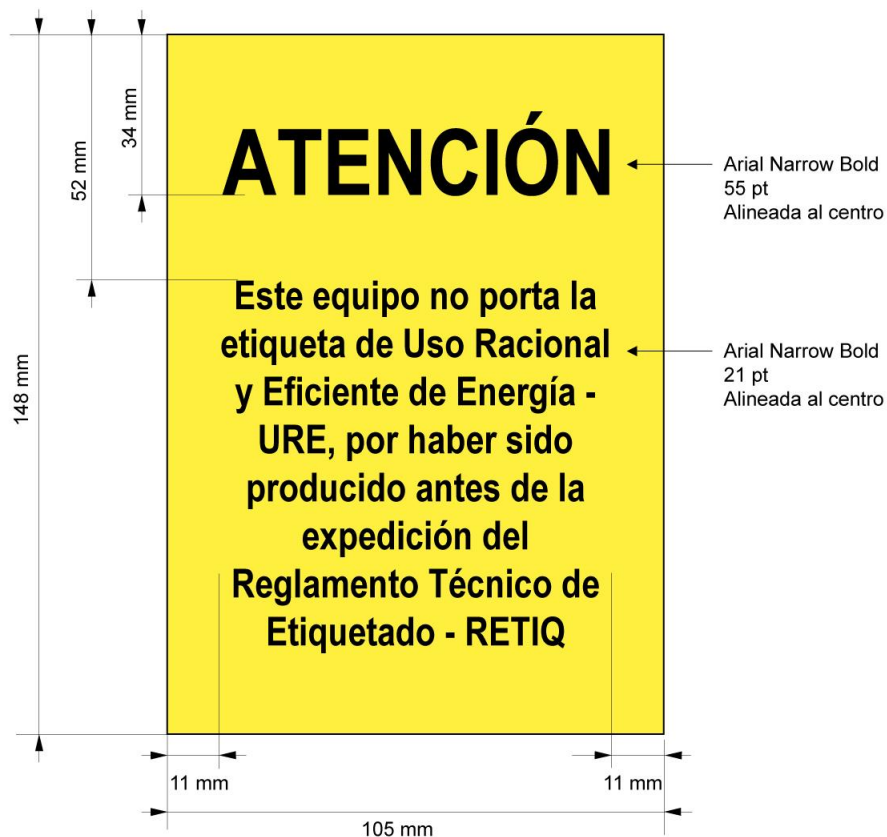 34 mm
52 mm
148 mm
ATENCIÓN
Arial Narrow Bold
55 pt
Alineada al centro
Este equipo no porta la
etiqueta de Uso Racional
y Eficiente de Energía -
URE, por haber sido
producido antes de la
expedición del
Reglamento Técnico de
Etiquetado - RETIQ
Arial Narrow Bold
21 pt
Alineada al centro
11 mm
11 mm
105 mm